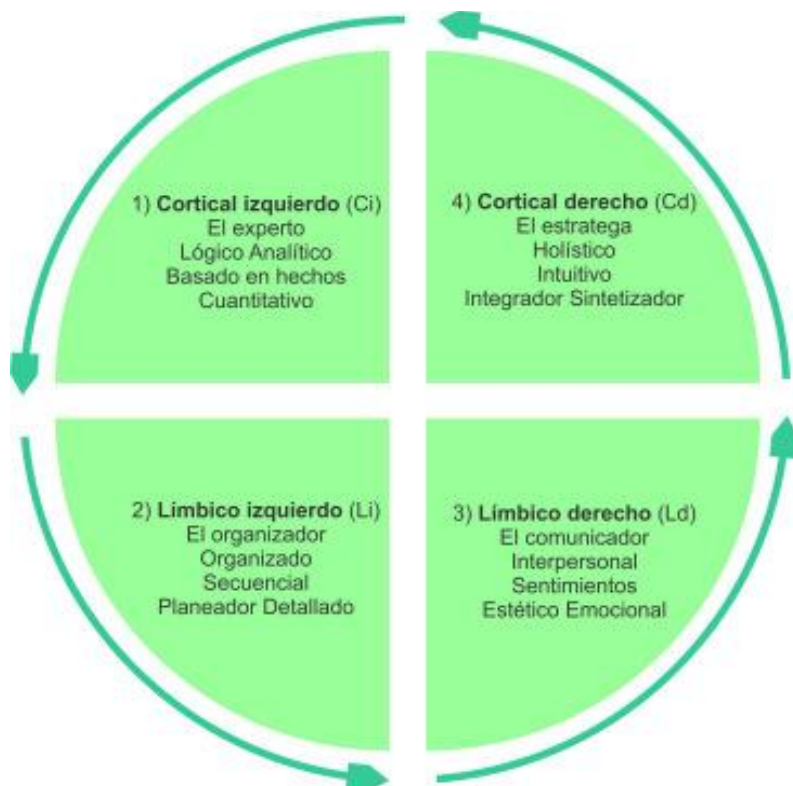 1) Cortical izquierdo (Ci)
El experto
Lógico Analítico
Basado en hechos
Cuantitativo
4) Cortical derecho (Cd)
El estratega
Holístico
Intuitivo
Integrador Sintetizador
2) Límbico izquierdo (Li)
El organizador
Organizado
Secuencial
Planeador Detallado
3) Límbico derecho (Ld)
El comunicador
Interpersonal
Sentimientos
Estético Emocional